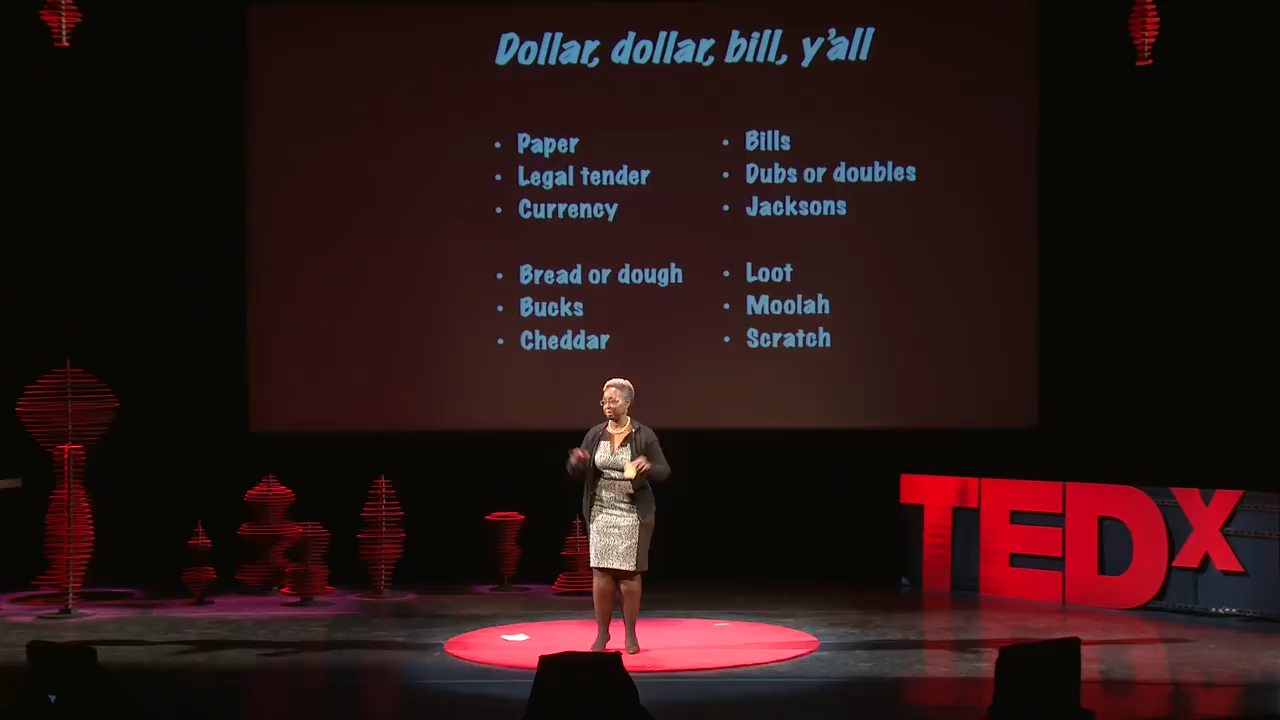 Dollar, dollar, bill, y'all
• Paper
• Legal tender
• Currency
• Bread or dough
• Bucks
• Cheddar
• Bills
• Dubs or doubles
• Jacksons
• Loot
• Moolah
• Scratch
TEDx